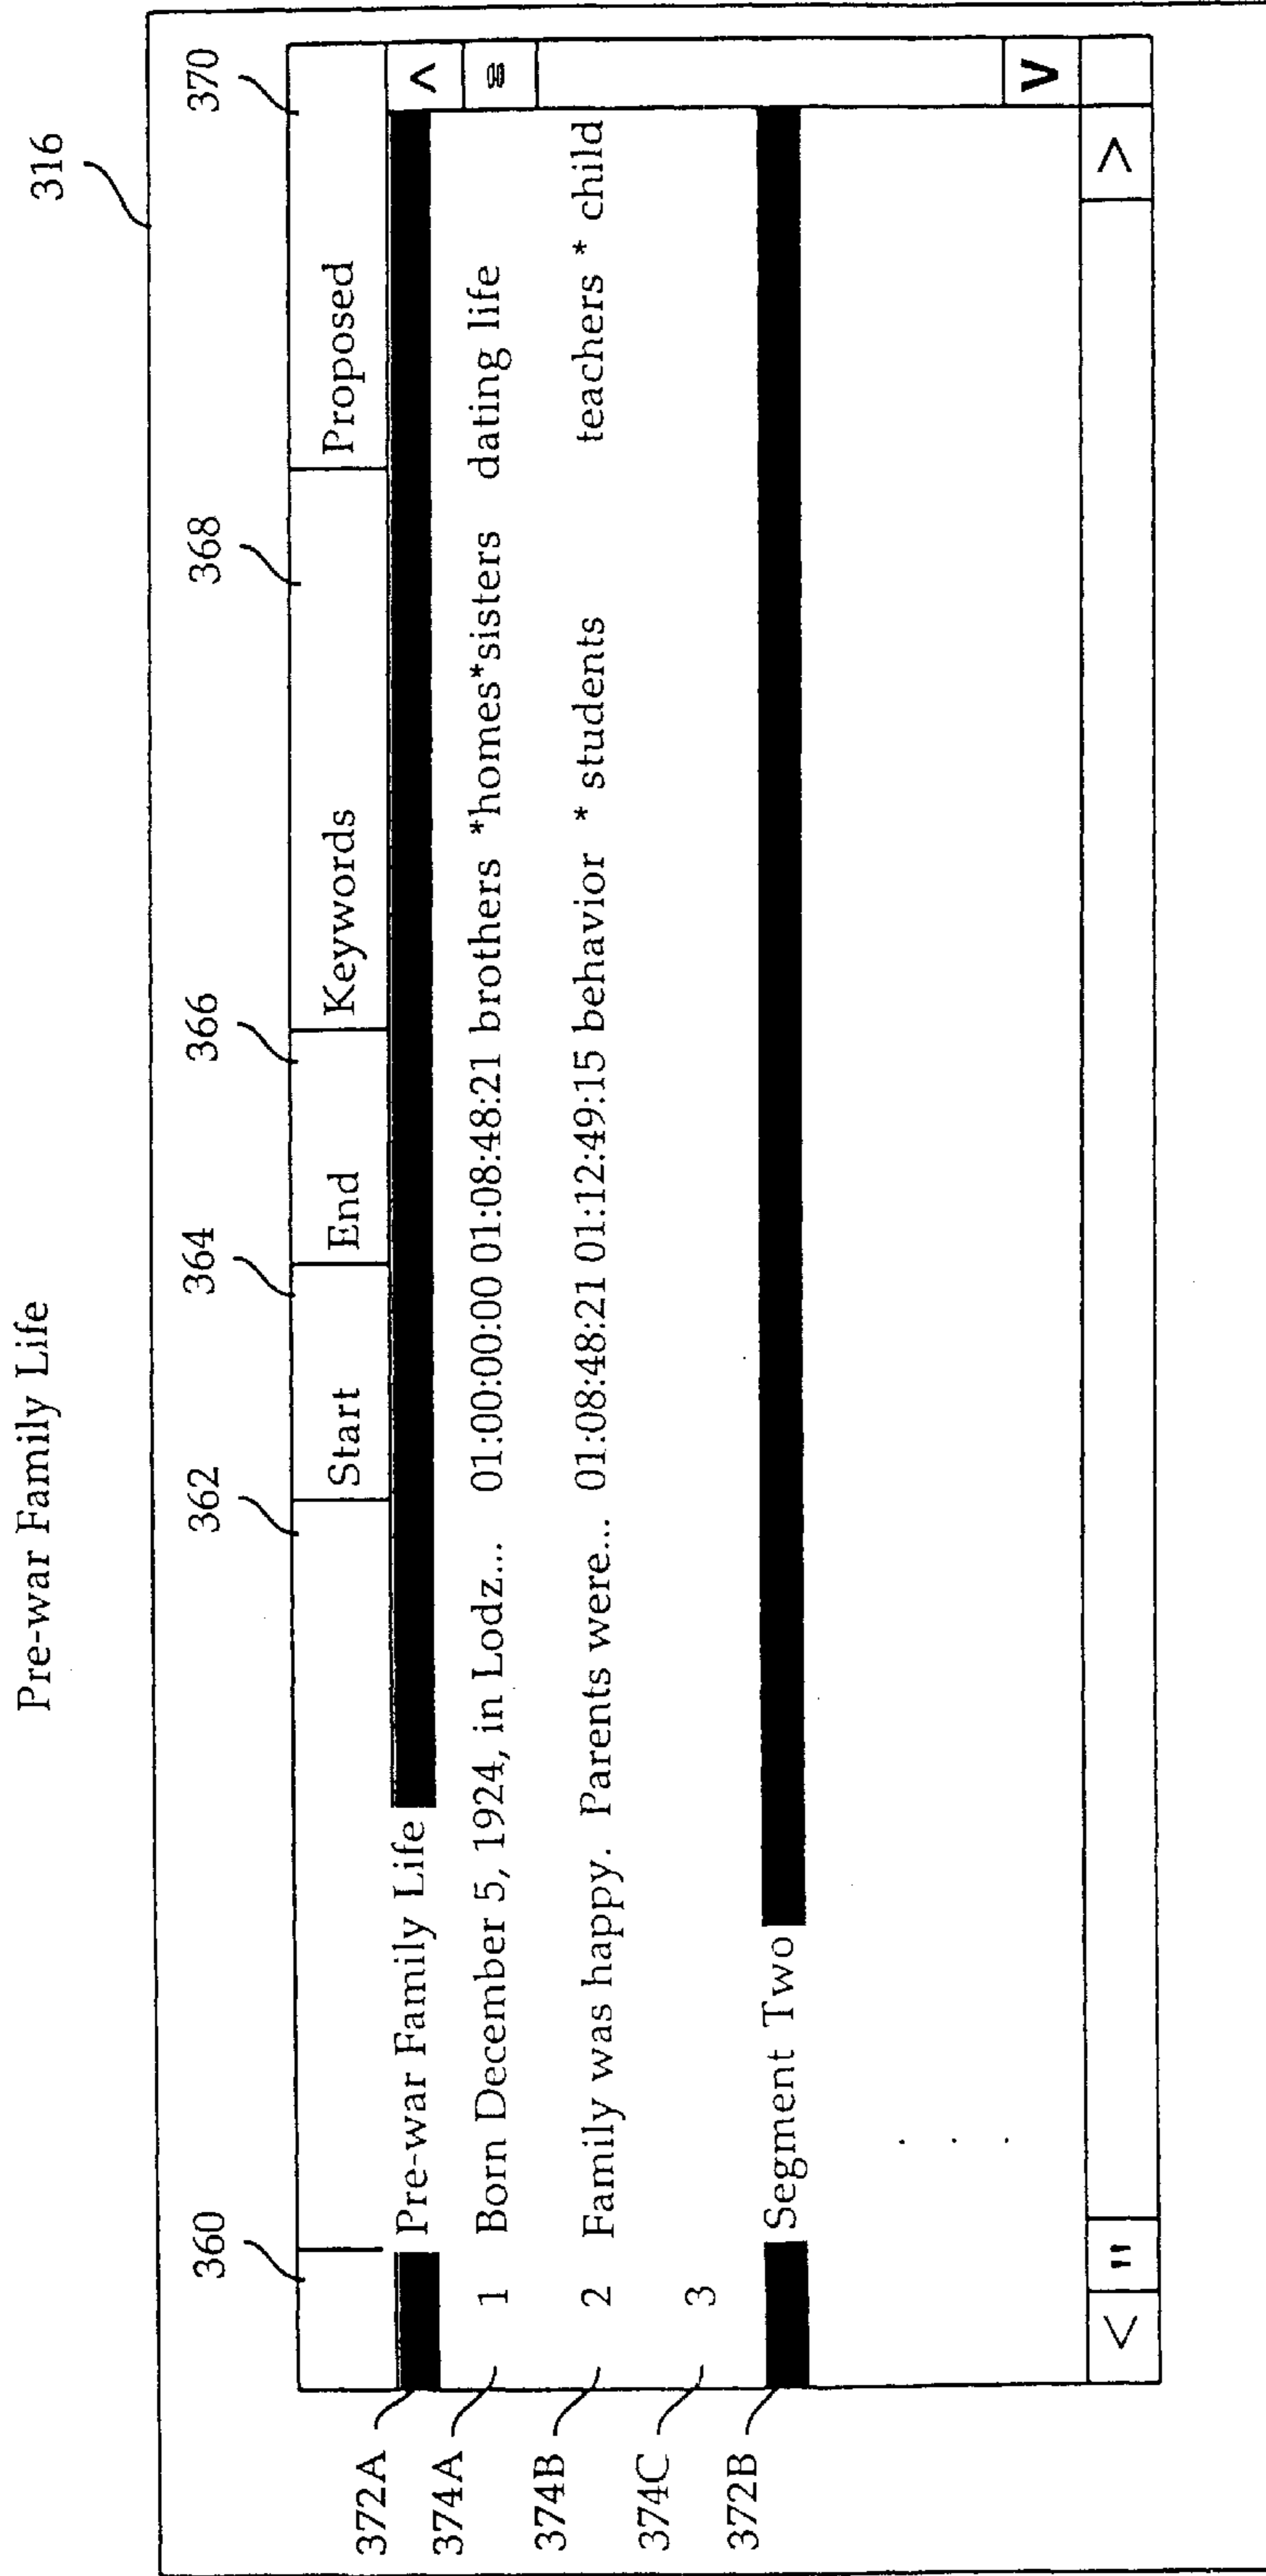 Pre-war Family Life
316
360 362 364 366 368 370
Start End Keywords Proposed
372A Pre-war Family Life
374A 1 Born December 5, 1924, in Lodz... 01:00:00:00 01:08:48:21 brothers *homes*sisters dating life
374B 2 Family was happy. Parents were... 01:08:48:21 01:12:49:15 behavior * students teachers * child
374C 3
372B Segment Two
. . .